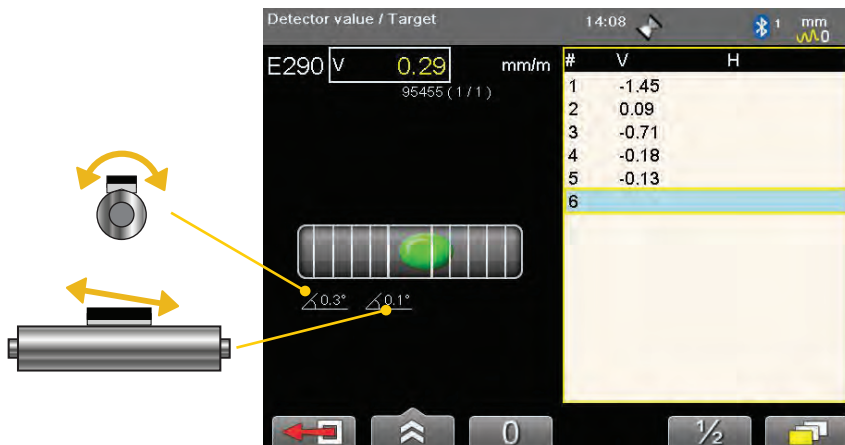 Detector value / Target 14:08 1 mm
0
E290 V 0.29 mm/m
95455 ( 1 / 1 )
# V H
1 -1.45
2 0.09
3 -0.71
4 -0.18
5 -0.13
6
0.3° 0.1°
0 ½